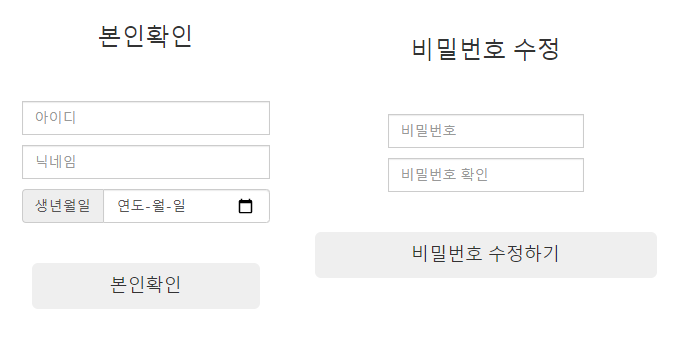 본인확인
아이디
닉네임
생년월일 연도-월-일
본인확인
비밀번호 수정
비밀번호
비밀번호 확인
비밀번호 수정하기